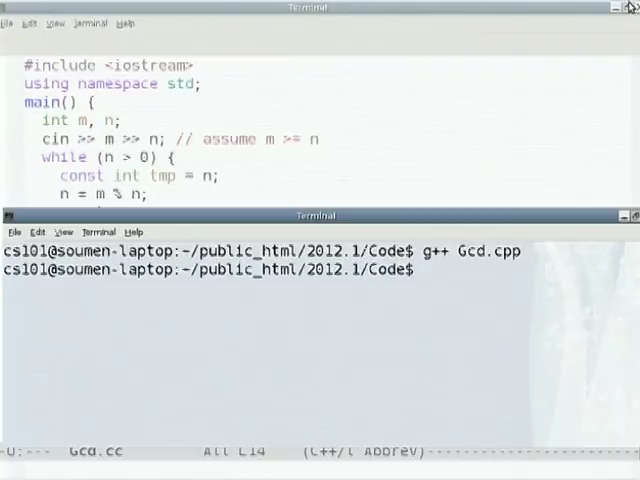 Terminal
File Edit View Terminal Help
#include <iostream>
using namespace std;
main() {
int m, n;
cin >> m >> n; // assume m >= n
while (n > 0) {
const int tmp = n;
n = m % n;
Terminal
File Edit View Terminal Help
cs101@soumen-laptop:~/public_html/2012.1/Code$ g++ Gcd.cpp
cs101@soumen-laptop:~/public_html/2012.1/Code$
-U:--- Gcd.cc All L14 (C++/l Abbrev)